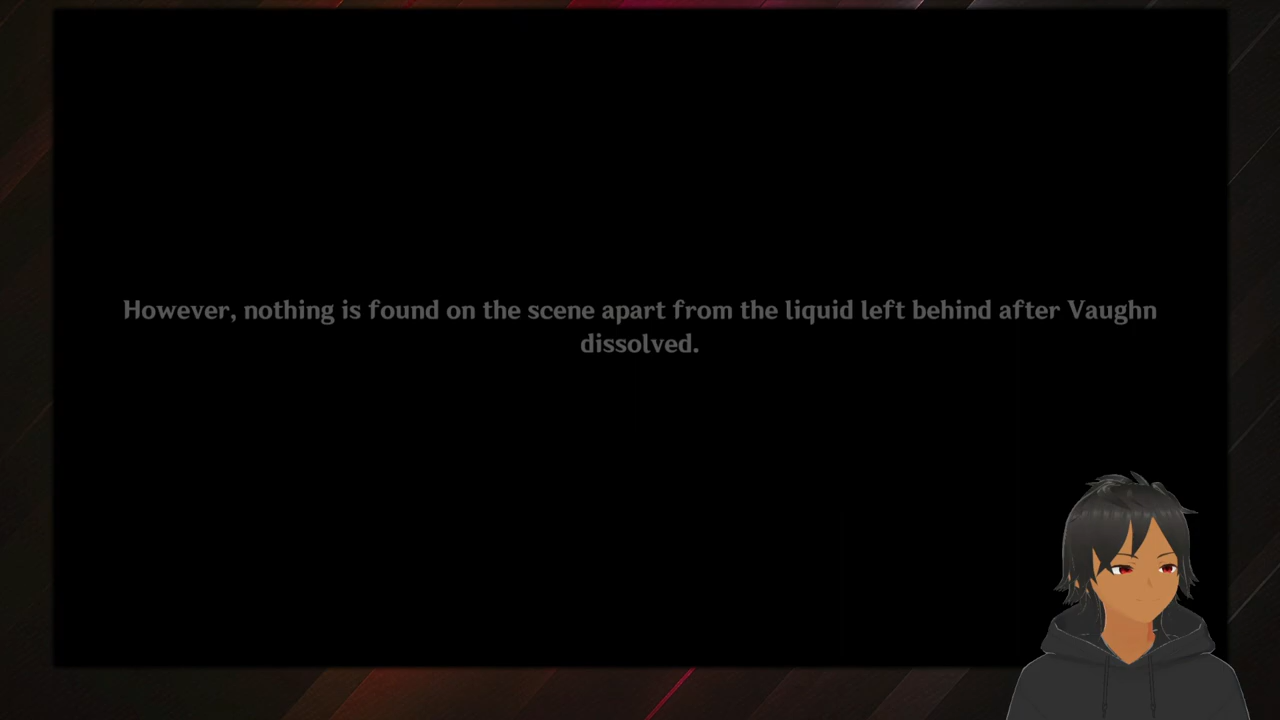 However, nothing is found on the scene apart from the liquid left behind after Vaughn
dissolved.